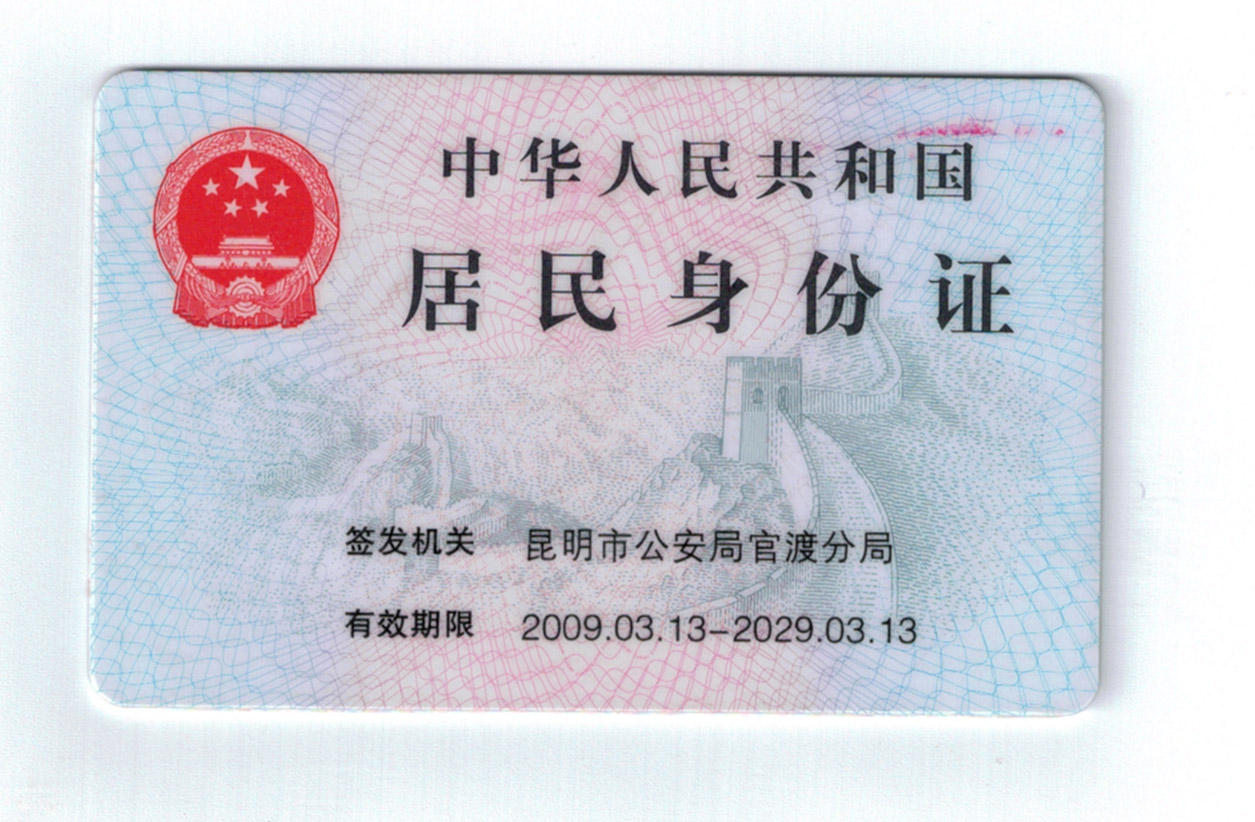 中华人民共和国
居民身份证
签发机关 昆明市公安局官渡分局
有效期限 2009.03.13-2029.03.13